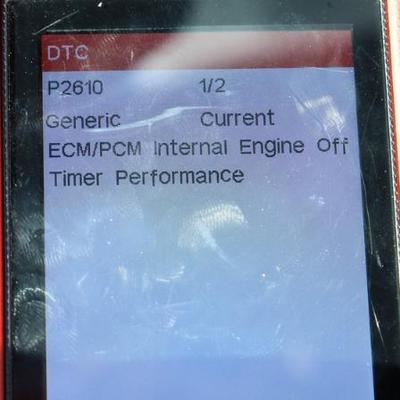 DTC
P2610 1/2
Generic Current
ECM/PCM Internal Engine Off
Timer Performance